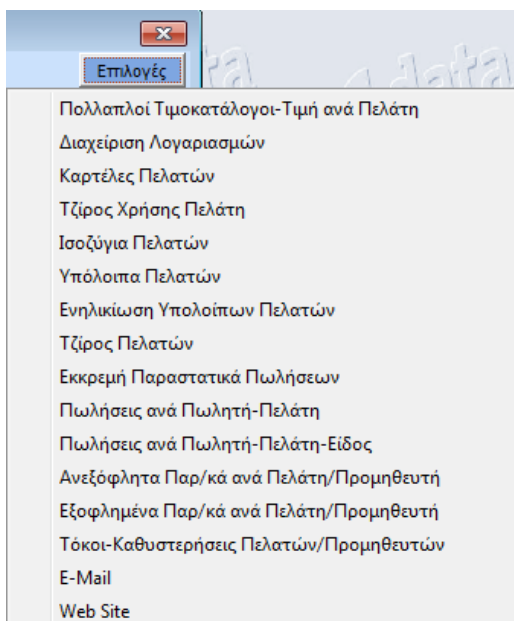 Επιλογές
Πολλαπλοί Τιμοκατάλογοι-Τιμή ανά Πελάτη
Διαχείριση Λογαριασμών
Καρτέλες Πελατών
Τζίρος Χρήσης Πελάτη
Ισοζύγια Πελατών
Υπόλοιπα Πελατών
Ενηλικίωση Υπολοίπων Πελατών
Τζίρος Πελατών
Εκκρεμή Παραστατικά Πωλήσεων
Πωλήσεις ανά Πωλητή-Πελάτη
Πωλήσεις ανά Πωλητή-Πελάτη-Είδος
Ανεξόφλητα Παρ/κά ανά Πελάτη/Προμηθευτή
Εξοφλημένα Παρ/κά ανά Πελάτη/Προμηθευτή
Τόκοι-Καθυστερήσεις Πελατών/Προμηθευτών
E-Mail
Web Site